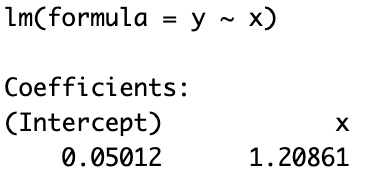 lm(formula = y ~ x)
Coefficients:
(Intercept) x
0.05012 1.20861